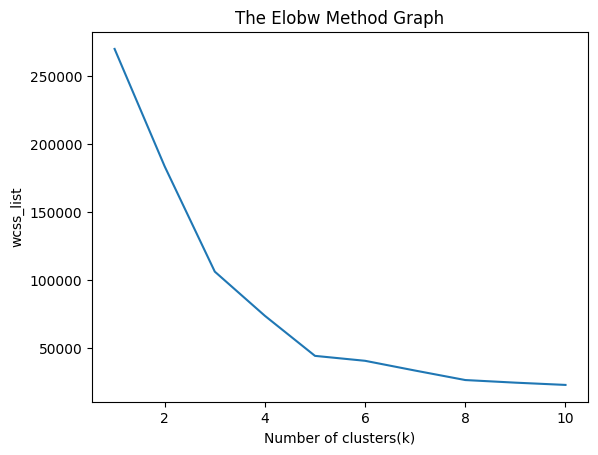 The Elobw Method Graph
250000
200000
150000
100000
50000
wcss_list
2 4 6 8 10
Number of clusters(k)